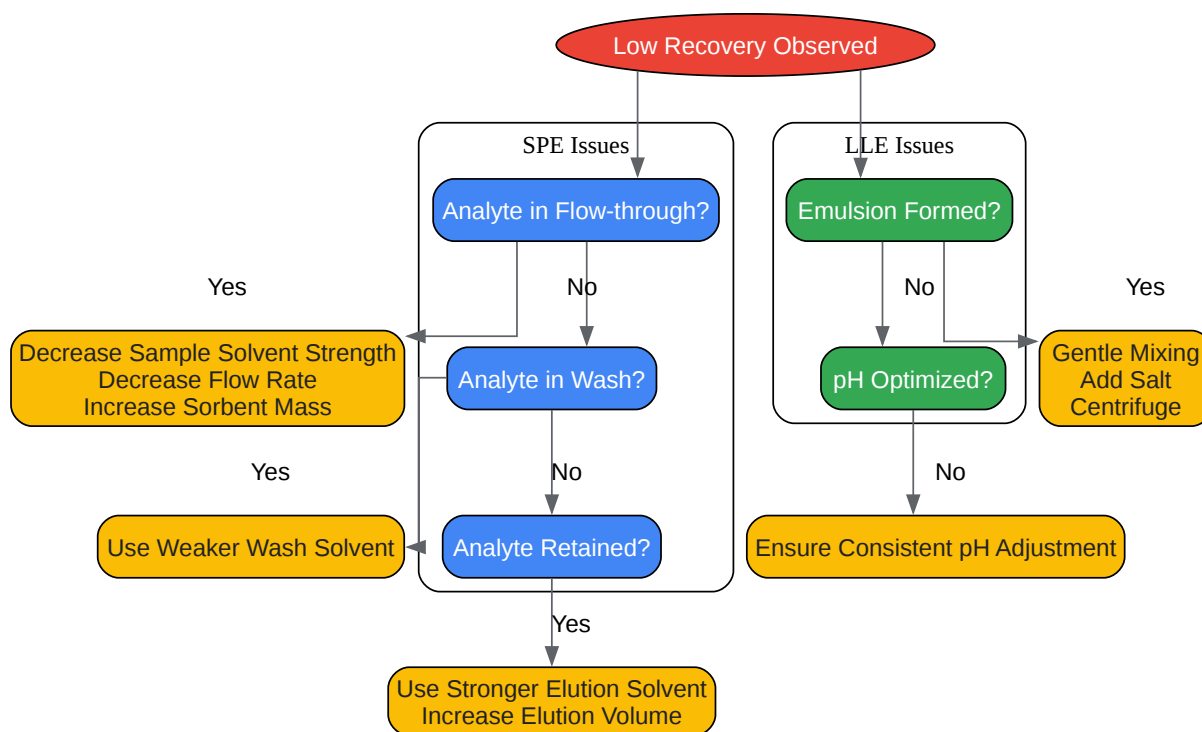 Low Recovery Observed
SPE Issues
LLE Issues
Analyte in Flow-through?
Emulsion Formed?
Yes
No
No
Yes
Decrease Sample Solvent Strength
Decrease Flow Rate
Increase Sorbent Mass
Analyte in Wash?
pH Optimized?
Gentle Mixing
Add Salt
Centrifuge
Yes
No
No
Use Weaker Wash Solvent
Analyte Retained?
Ensure Consistent pH Adjustment
Yes
Use Stronger Elution Solvent
Increase Elution Volume